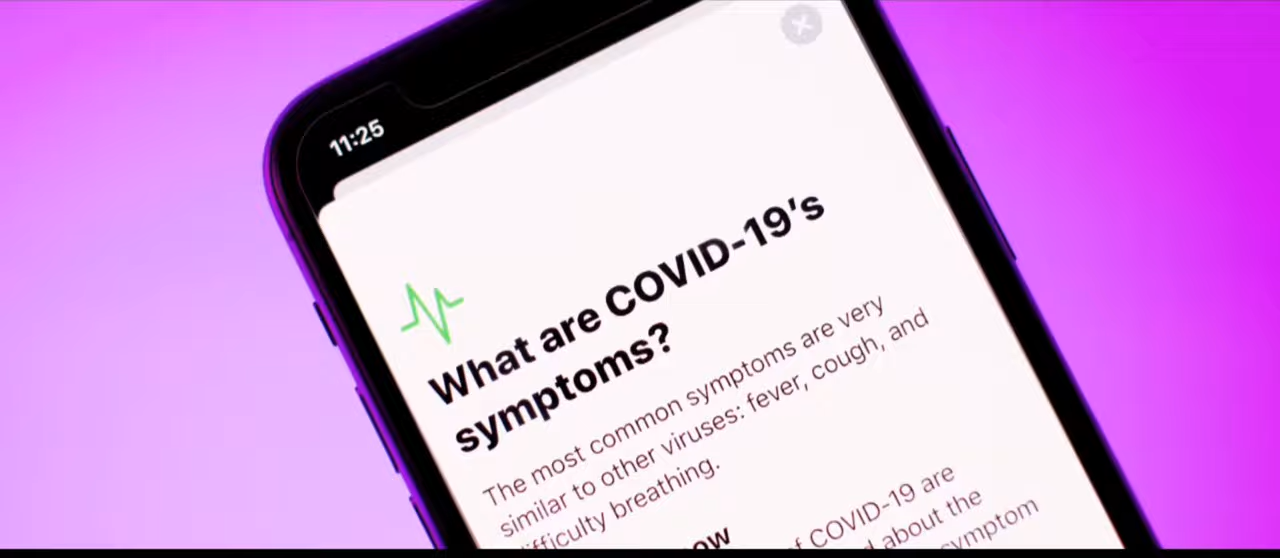 11:25
What are COVID-19's
symptoms?
The most common symptoms are very
similar to other viruses: fever, cough, and
difficulty breathing.
of COVID-19 are
about the
symptom